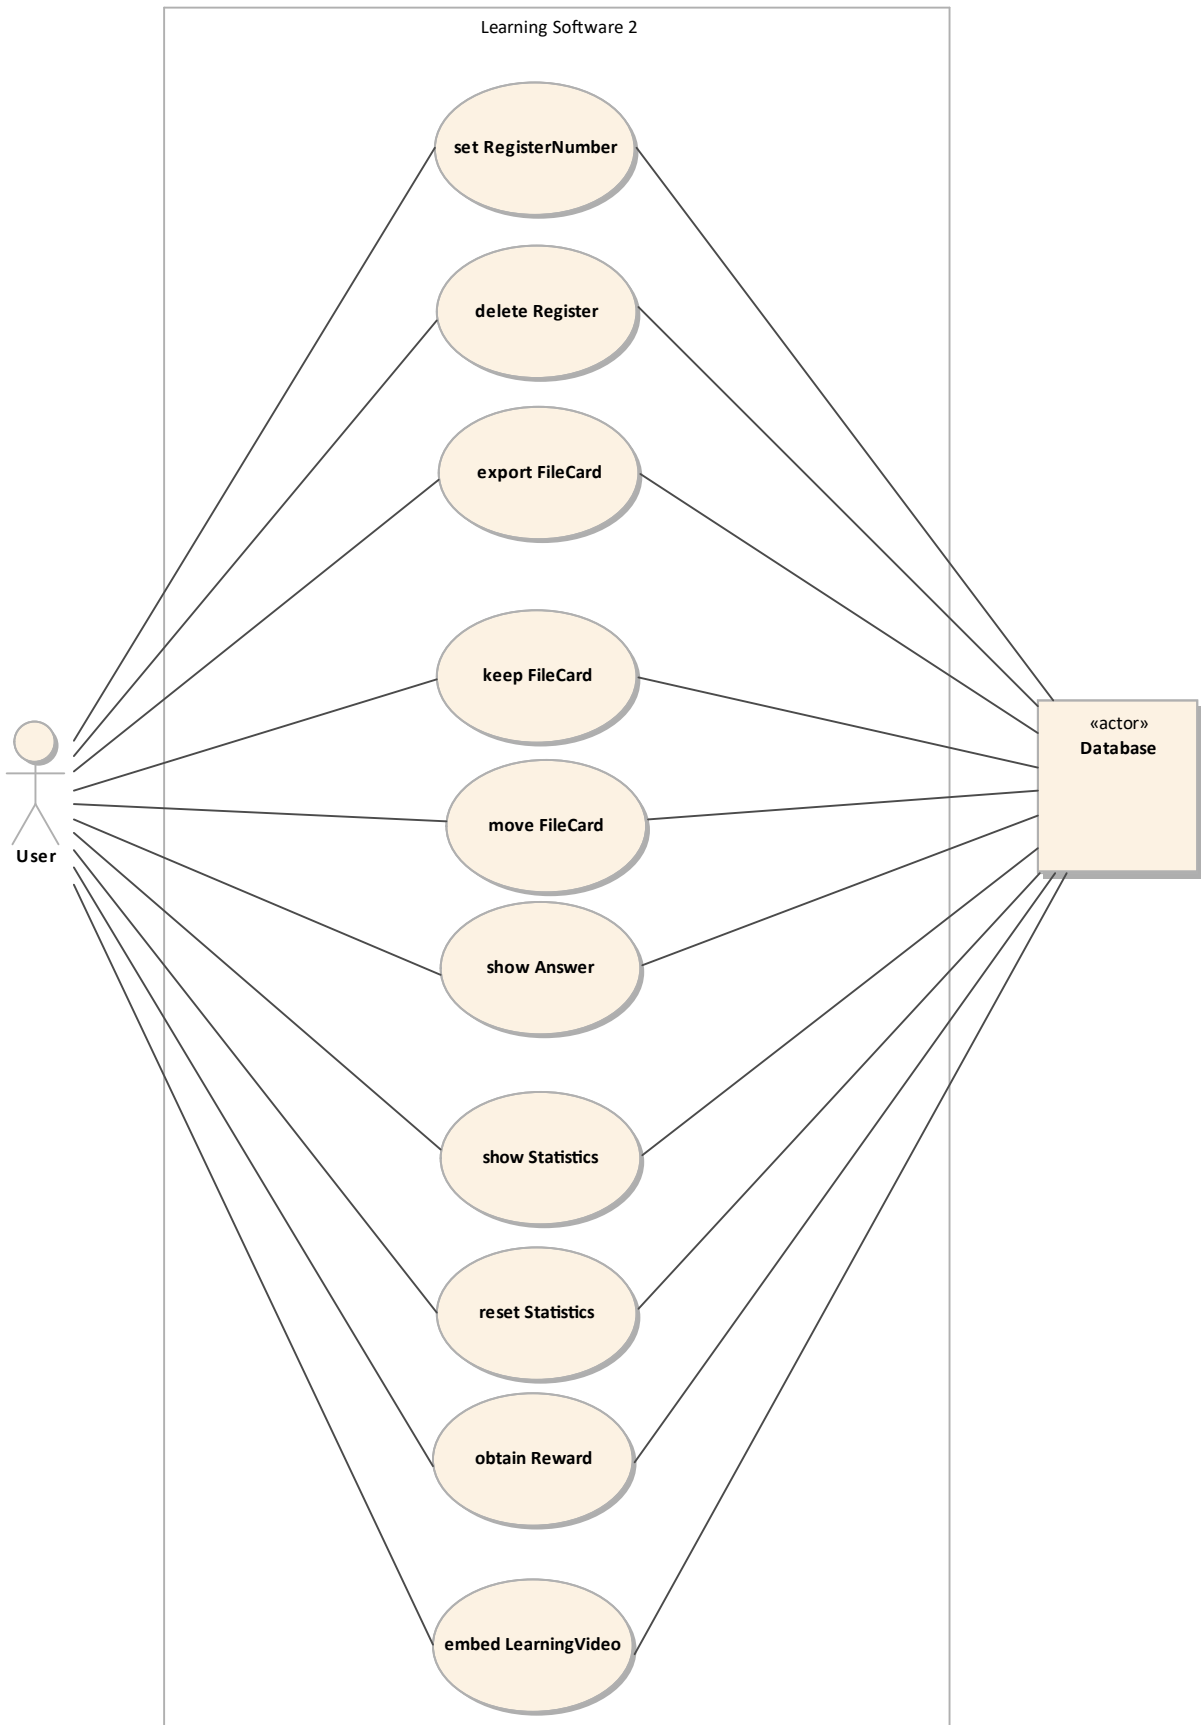 Learning Software 2
set RegisterNumber
delete Register
export FileCard
keep FileCard
«actor»
Database
move FileCard
User
show Answer
show Statistics
reset Statistics
obtain Reward
embed LearningVideo